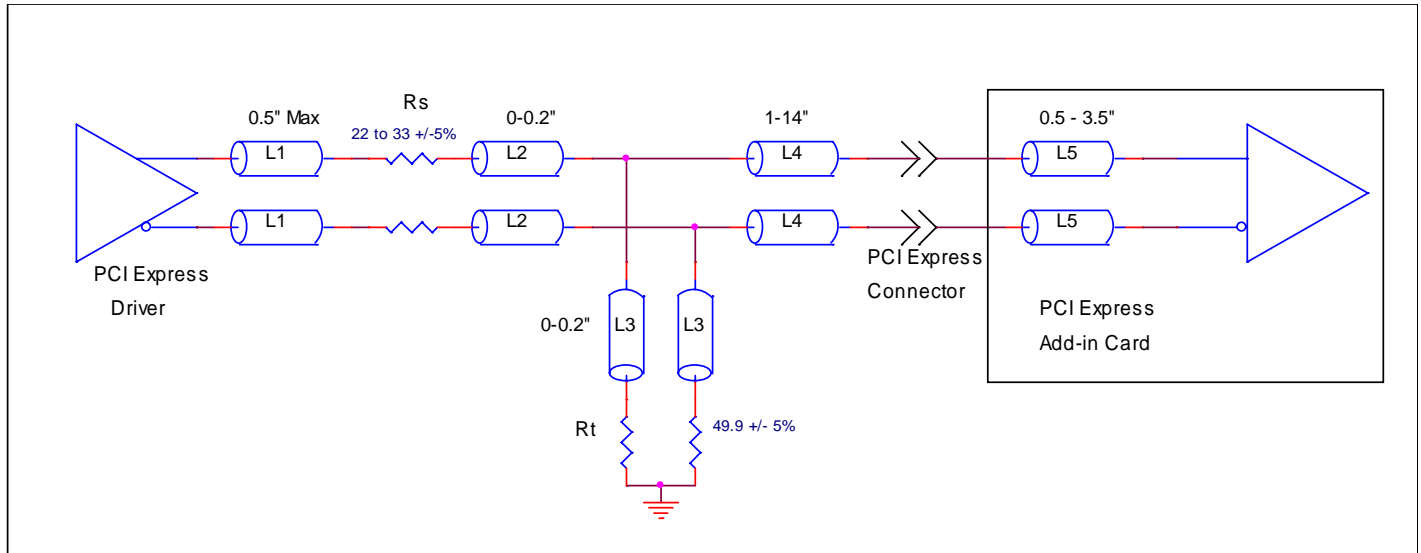 Rs
0.5" Max
22 to 33 +/-5%
0-0.2"
1-14"
0.5 - 3.5"
L1
L2
L4
L5
L1
L2
L4
L5
PCI Express
Driver
PCI Express
Connector
0-0.2"
L3
L3
PCI Express
Add-in Card
Rt
49.9 +/- 5%